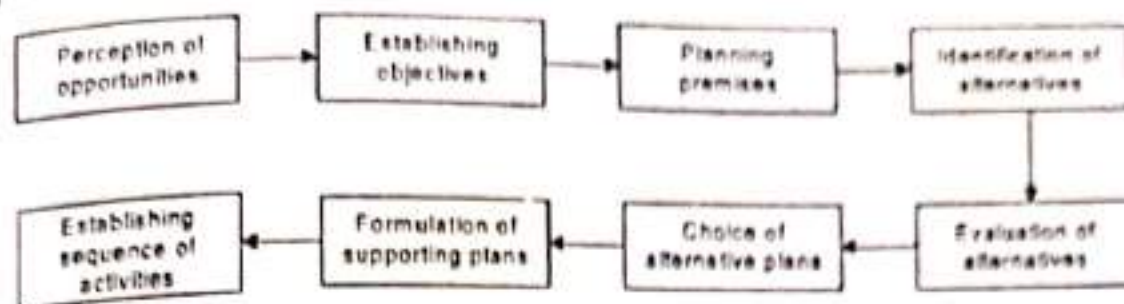 Perception of
opportunities
Establishing
objectives
Planning
premises
Identification of
alternatives
Evaluation of
alternatives
Choice of
alternative plans
Formulation of
supporting plans
Establishing
sequence of
activities